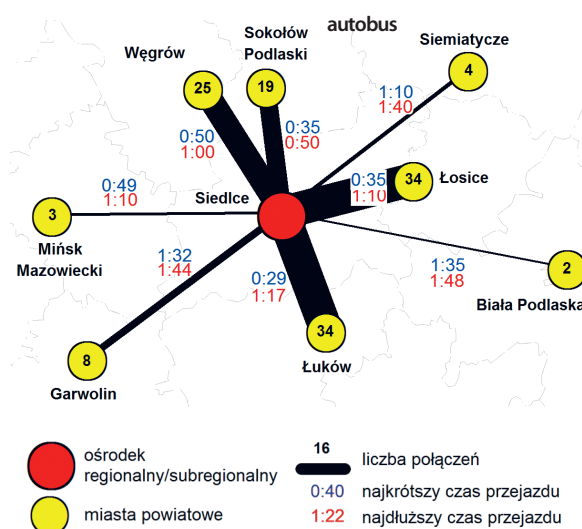 autobus
Sokołów
Podlaski
Siemiatycze
Węgrów
25
19
4
1:10
1:40
0:50
1:00
0:35
0:50
0:35
1:10
34
Łosice
Siedlce
0:49
1:10
3
Mińsk
Mazowiecki
1:32
1:44
0:29
1:17
1:35
1:48
2
Biała Podlaska
34
Łuków
8
Garwolin
ośrodek
regionalny/subregionalny
miasta powiatowe
16
liczba połączeń
0:40 najkrótszy czas przejazdu
1:22 najdłuższy czas przejazdu